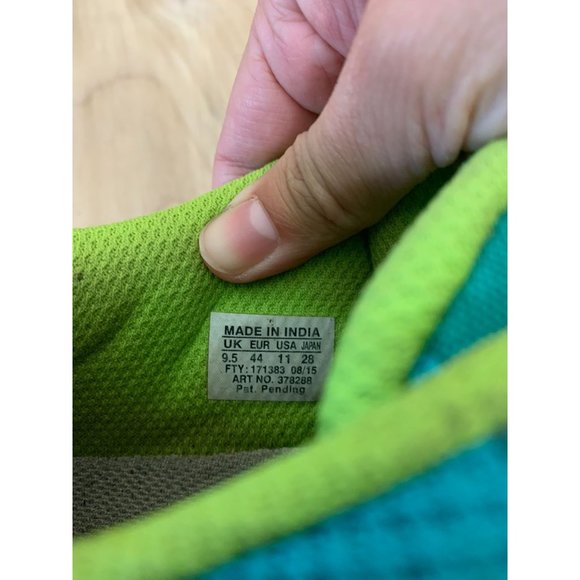 MADE IN INDIA
UK EUR USA JAPAN
9.5 44 11 28
FTY: 171383 08/15
ART NO. 378288
Pat. Pending